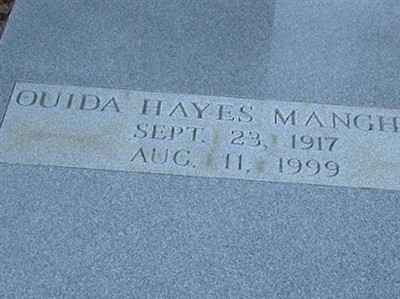 OUIDA HAYES MANGH
SEPT. 23, 1917
AUG. 11, 1999